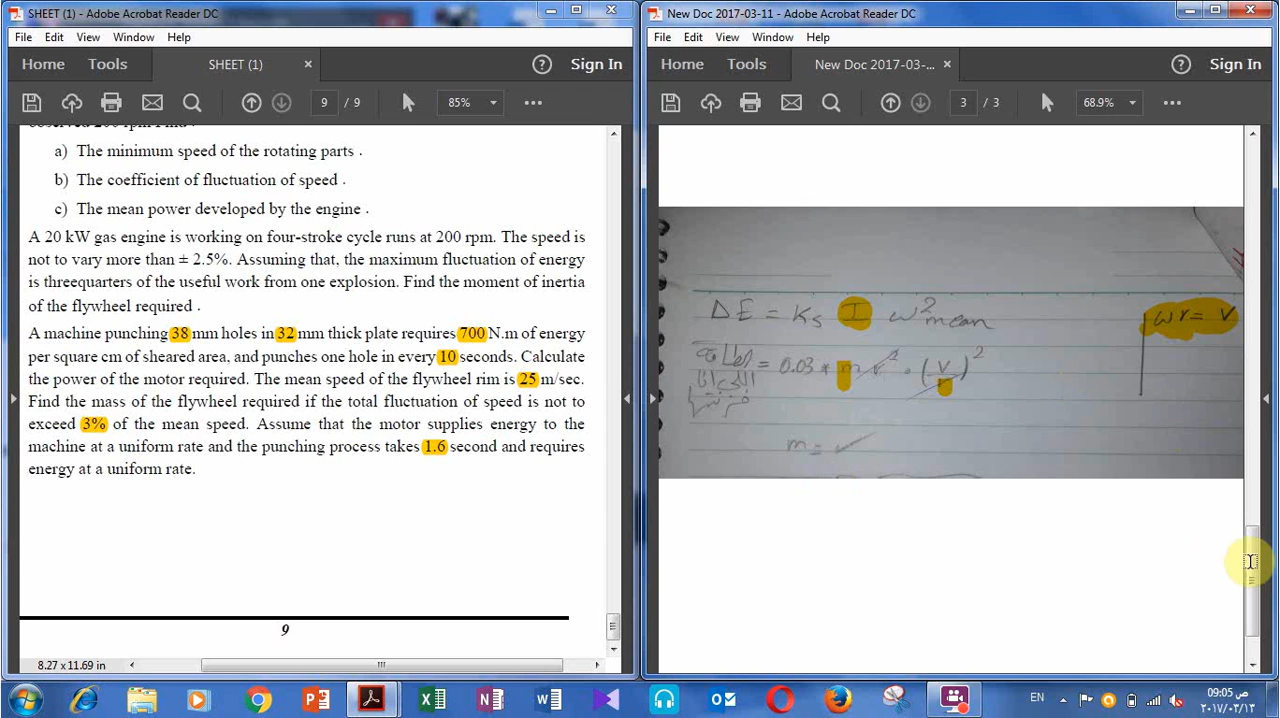 SHEET (1) - Adobe Acrobat Reader DC
File Edit View Window Help
Home Tools SHEET (1) × ? Sign In
9 / 9 85%
a) The minimum speed of the rotating parts .
b) The coefficient of fluctuation of speed .
c) The mean power developed by the engine .
A 20 kW gas engine is working on four-stroke cycle runs at 200 rpm. The speed is
not to vary more than ± 2.5%. Assuming that, the maximum fluctuation of energy
is threequarters of the useful work from one explosion. Find the moment of inertia
of the flywheel required .
A machine punching 38 mm holes in 32 mm thick plate requires 700 N.m of energy
per square cm of sheared area, and punches one hole in every 10 seconds. Calculate
the power of the motor required. The mean speed of the flywheel rim is 25 m/sec.
Find the mass of the flywheel required if the total fluctuation of speed is not to
exceed 3% of the mean speed. Assume that the motor supplies energy to the
machine at a uniform rate and the punching process takes 1.6 second and requires
energy at a uniform rate.
9
8.27 x 11.69 in
New Doc 2017-03-11 - Adobe Acrobat Reader DC
File Edit View Window Help
Home Tools New Doc 2017-03-... × ? Sign In
3 / 3 68.9%
ΔE = Ks I ω²mean
ωr = v
= 0.03 * m r² * (v/r)²
m = ✓
EN
09:05 ص
٢٠١٧/٠٣/١٣